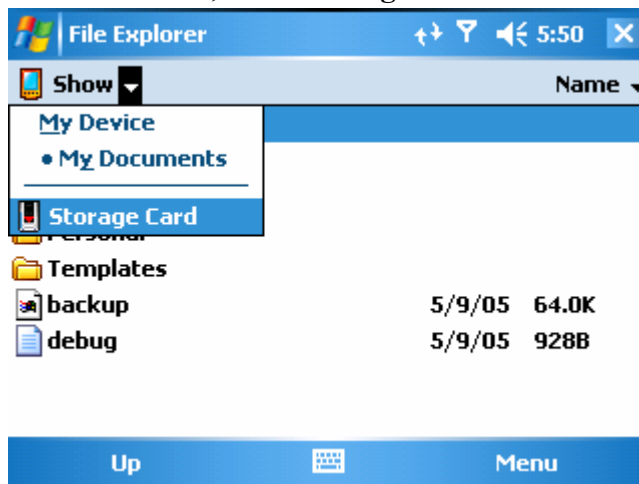 File Explorer 5:50
Show Name
My Device
My Documents
Storage Card
Personal
Templates
backup 5/9/05 64.0K
debug 5/9/05 928B
Up Menu